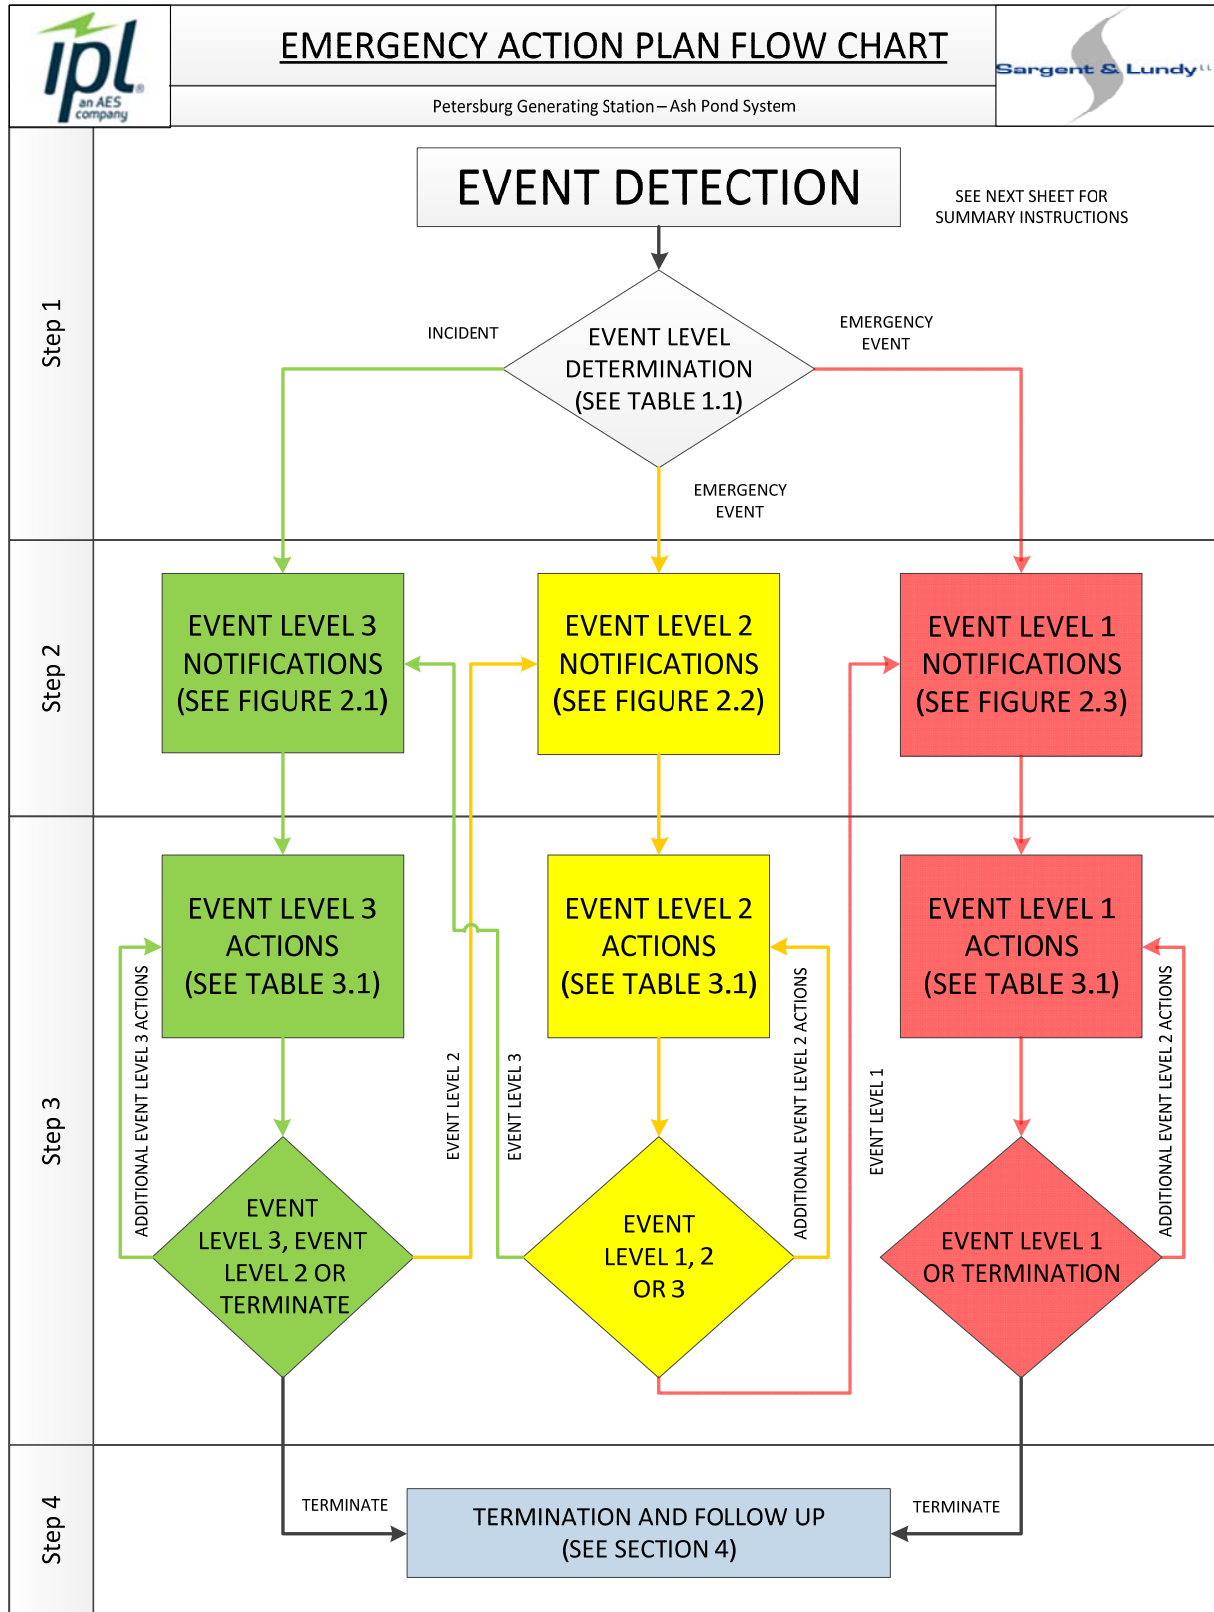 ipl
an AES
company
EMERGENCY ACTION PLAN FLOW CHART
Petersburg Generating Station – Ash Pond System
Sargent & Lundy LL
Step 1
EVENT DETECTION
SEE NEXT SHEET FOR
SUMMARY INSTRUCTIONS
INCIDENT
EVENT LEVEL
DETERMINATION
(SEE TABLE 1.1)
EMERGENCY
EVENT
EMERGENCY
EVENT
Step 2
EVENT LEVEL 3
NOTIFICATIONS
(SEE FIGURE 2.1)
EVENT LEVEL 2
NOTIFICATIONS
(SEE FIGURE 2.2)
EVENT LEVEL 1
NOTIFICATIONS
(SEE FIGURE 2.3)
Step 3
EVENT LEVEL 3
ACTIONS
(SEE TABLE 3.1)
EVENT LEVEL 2
ACTIONS
(SEE TABLE 3.1)
EVENT LEVEL 1
ACTIONS
(SEE TABLE 3.1)
ADDITIONAL EVENT LEVEL 3 ACTIONS
EVENT LEVEL 2
EVENT LEVEL 3
ADDITIONAL EVENT LEVEL 2 ACTIONS
EVENT LEVEL 1
ADDITIONAL EVENT LEVEL 2 ACTIONS
EVENT
LEVEL 3, EVENT
LEVEL 2 OR
TERMINATE
EVENT
LEVEL 1, 2
OR 3
EVENT LEVEL 1
OR TERMINATION
Step 4
TERMINATE
TERMINATION AND FOLLOW UP
(SEE SECTION 4)
TERMINATE